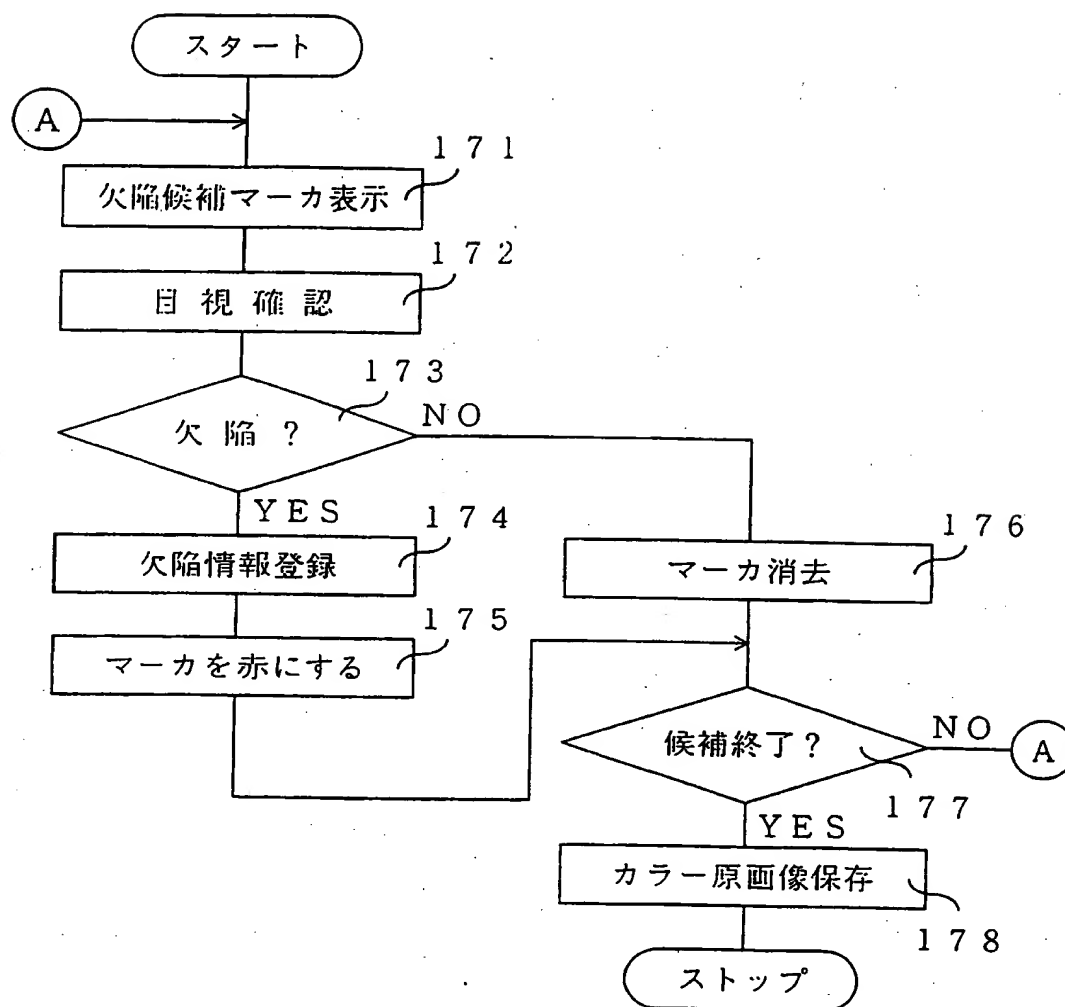 スタート
A
171
欠陥候補マーカ表示
172
目視確認
173
欠陥?
NO
YES
174
欠陥情報登録
175
マーカを赤にする
176
マーカ消去
候補終了?
NO
A
177
YES
カラー原画像保存
178
ストップ